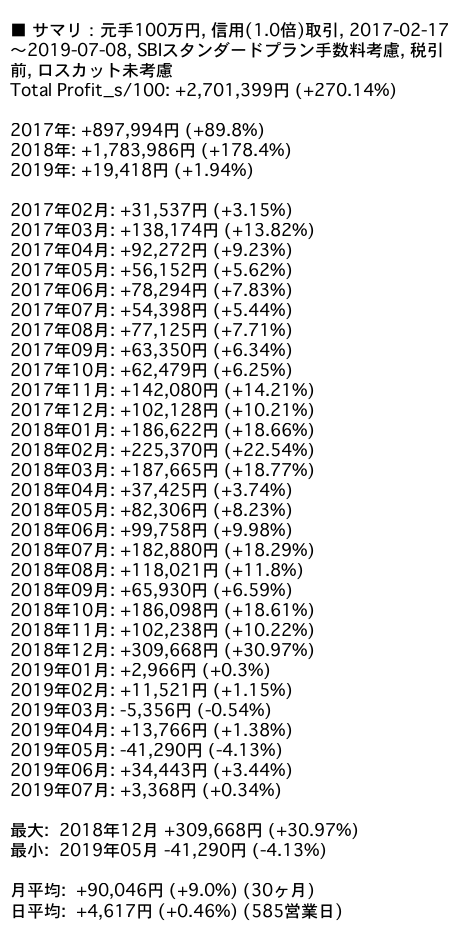 ■ サマリ：元手100万円, 信用(1.0倍)取引, 2017-02-17
～2019-07-08, SBIスタンダードプラン手数料考慮, 税引
前, ロスカット未考慮
Total Profit_s/100: +2,701,399円 (+270.14%)
2017年: +897,994円 (+89.8%)
2018年: +1,783,986円 (+178.4%)
2019年: +19,418円 (+1.94%)
2017年02月: +31,537円 (+3.15%)
2017年03月: +138,174円 (+13.82%)
2017年04月: +92,272円 (+9.23%)
2017年05月: +56,152円 (+5.62%)
2017年06月: +78,294円 (+7.83%)
2017年07月: +54,398円 (+5.44%)
2017年08月: +77,125円 (+7.71%)
2017年09月: +63,350円 (+6.34%)
2017年10月: +62,479円 (+6.25%)
2017年11月: +142,080円 (+14.21%)
2017年12月: +102,128円 (+10.21%)
2018年01月: +186,622円 (+18.66%)
2018年02月: +225,370円 (+22.54%)
2018年03月: +187,665円 (+18.77%)
2018年04月: +37,425円 (+3.74%)
2018年05月: +82,306円 (+8.23%)
2018年06月: +99,758円 (+9.98%)
2018年07月: +182,880円 (+18.29%)
2018年08月: +118,021円 (+11.8%)
2018年09月: +65,930円 (+6.59%)
2018年10月: +186,098円 (+18.61%)
2018年11月: +102,238円 (+10.22%)
2018年12月: +309,668円 (+30.97%)
2019年01月: +2,966円 (+0.3%)
2019年02月: +11,521円 (+1.15%)
2019年03月: -5,356円 (-0.54%)
2019年04月: +13,766円 (+1.38%)
2019年05月: -41,290円 (-4.13%)
2019年06月: +34,443円 (+3.44%)
2019年07月: +3,368円 (+0.34%)
最大: 2018年12月 +309,668円 (+30.97%)
最小: 2019年05月 -41,290円 (-4.13%)
月平均: +90,046円 (+9.0%) (30ヶ月)
日平均: +4,617円 (+0.46%) (585営業日)